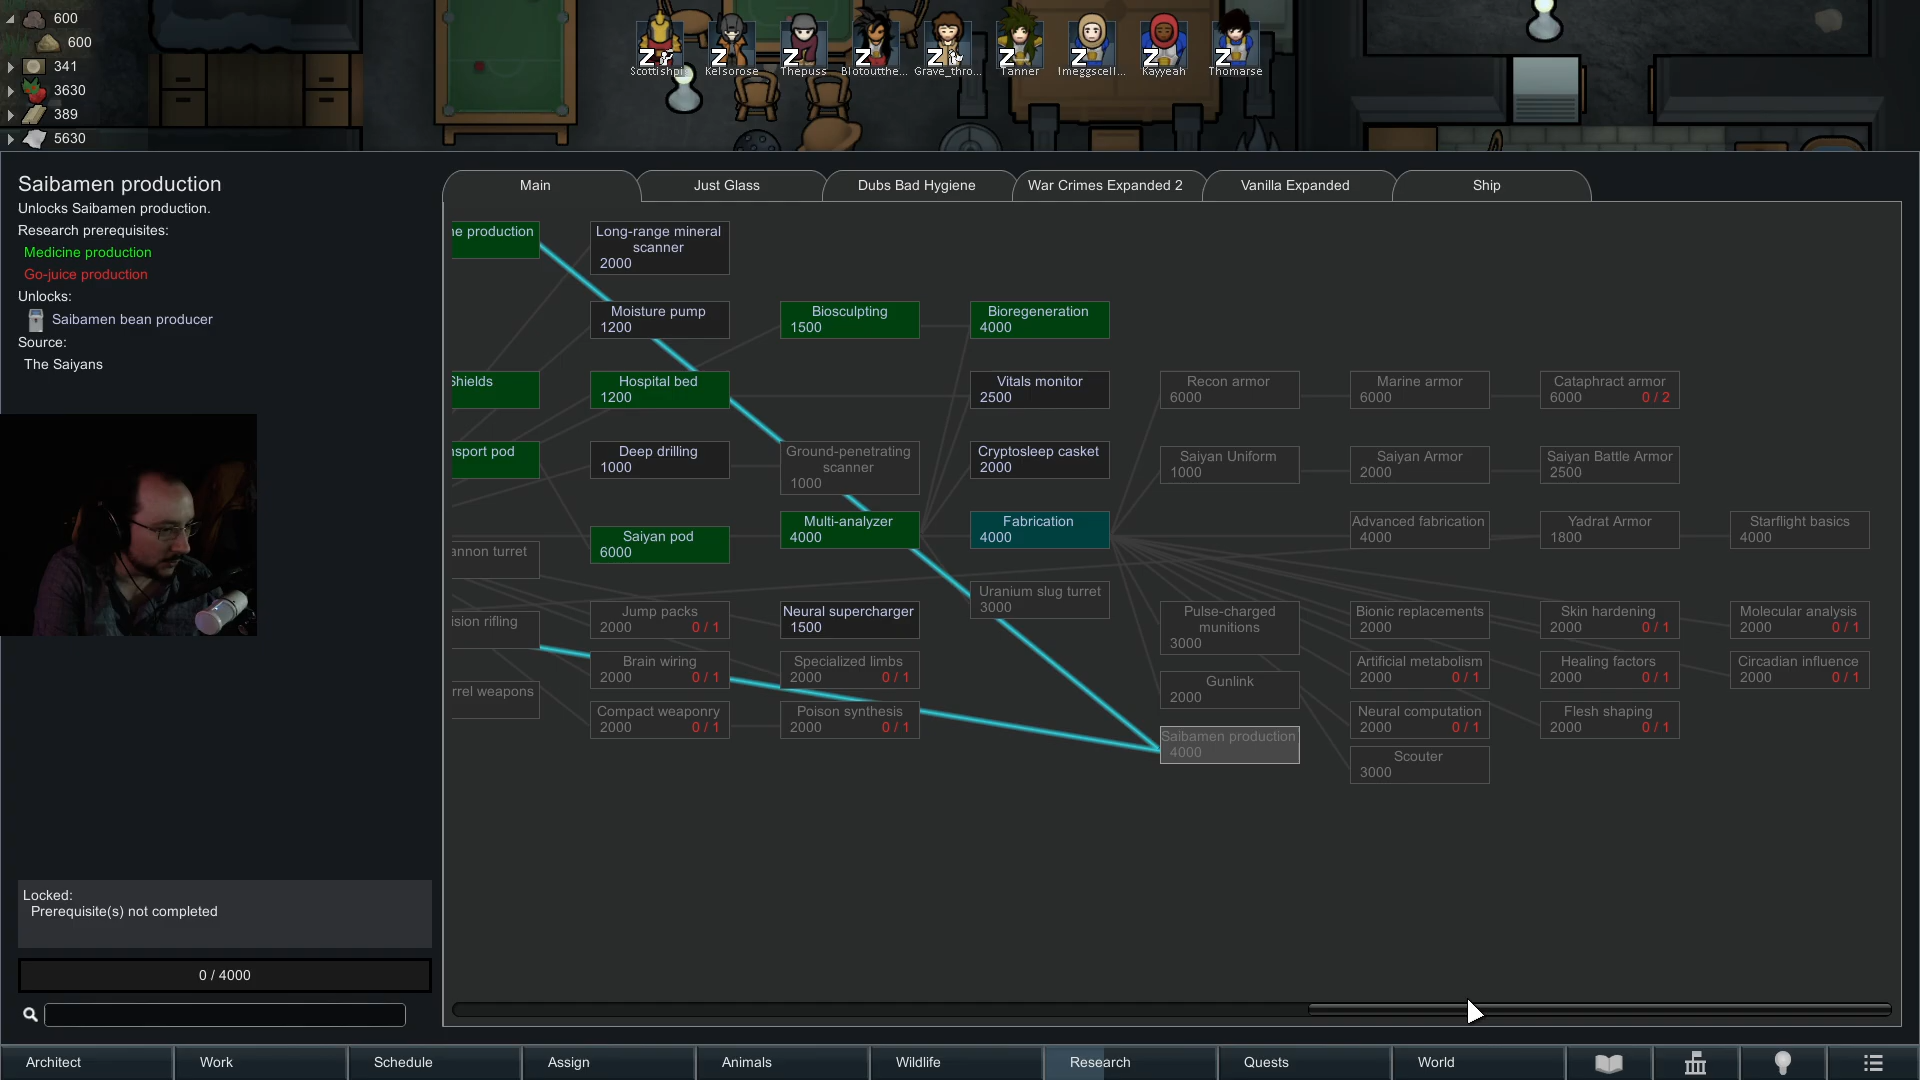 600
600
341
3630
389
5630
Scottishpi...
Kelsorose
Thepuss
Blotoutthe...
Grave_thro...
Tanner
Imeggscell...
Kayyeah
Thomarse
Saibamen production
Unlocks Saibamen production.
Research prerequisites:
Medicine production
Go-juice production
Unlocks:
Saibamen bean producer
Source:
The Saiyans
Locked:
Prerequisite(s) not completed
0 / 4000
Main
Just Glass
Dubs Bad Hygiene
War Crimes Expanded 2
Vanilla Expanded
Ship
ne production
Long-range mineral
scanner
2000
Moisture pump
1200
Biosculpting
1500
Bioregeneration
4000
Shields
Hospital bed
1200
Vitals monitor
2500
Recon armor
6000
Marine armor
6000
Cataphract armor
6000 0 / 2
nsport pod
Deep drilling
1000
Ground-penetrating
scanner
1000
Cryptosleep casket
2000
Saiyan Uniform
1000
Saiyan Armor
2000
Saiyan Battle Armor
2500
Saiyan pod
6000
Multi-analyzer
4000
Fabrication
4000
Advanced fabrication
4000
Yadrat Armor
1800
Starflight basics
4000
annon turret
Uranium slug turret
3000
ision rifling
Jump packs
2000 0 / 1
Neural supercharger
1500
Pulse-charged
munitions
3000
Bionic replacements
2000
Skin hardening
2000 0 / 1
Molecular analysis
2000 0 / 1
Brain wiring
2000 0 / 1
Specialized limbs
2000 0 / 1
Gunlink
2000
Artificial metabolism
2000 0 / 1
Healing factors
2000 0 / 1
Circadian influence
2000 0 / 1
rrel weapons
Compact weaponry
2000 0 / 1
Poison synthesis
2000 0 / 1
Saibamen production
4000
Neural computation
2000 0 / 1
Flesh shaping
2000 0 / 1
Scouter
3000
Architect
Work
Schedule
Assign
Animals
Wildlife
Research
Quests
World